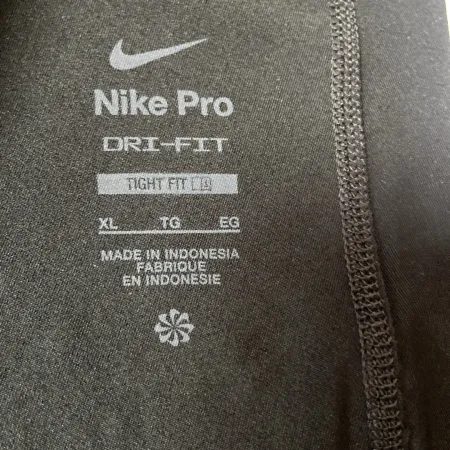 Nike Pro
DRI-FIT
TIGHT FIT
XL TG EG
MADE IN INDONESIA
FABRIQUE
EN INDONESIE